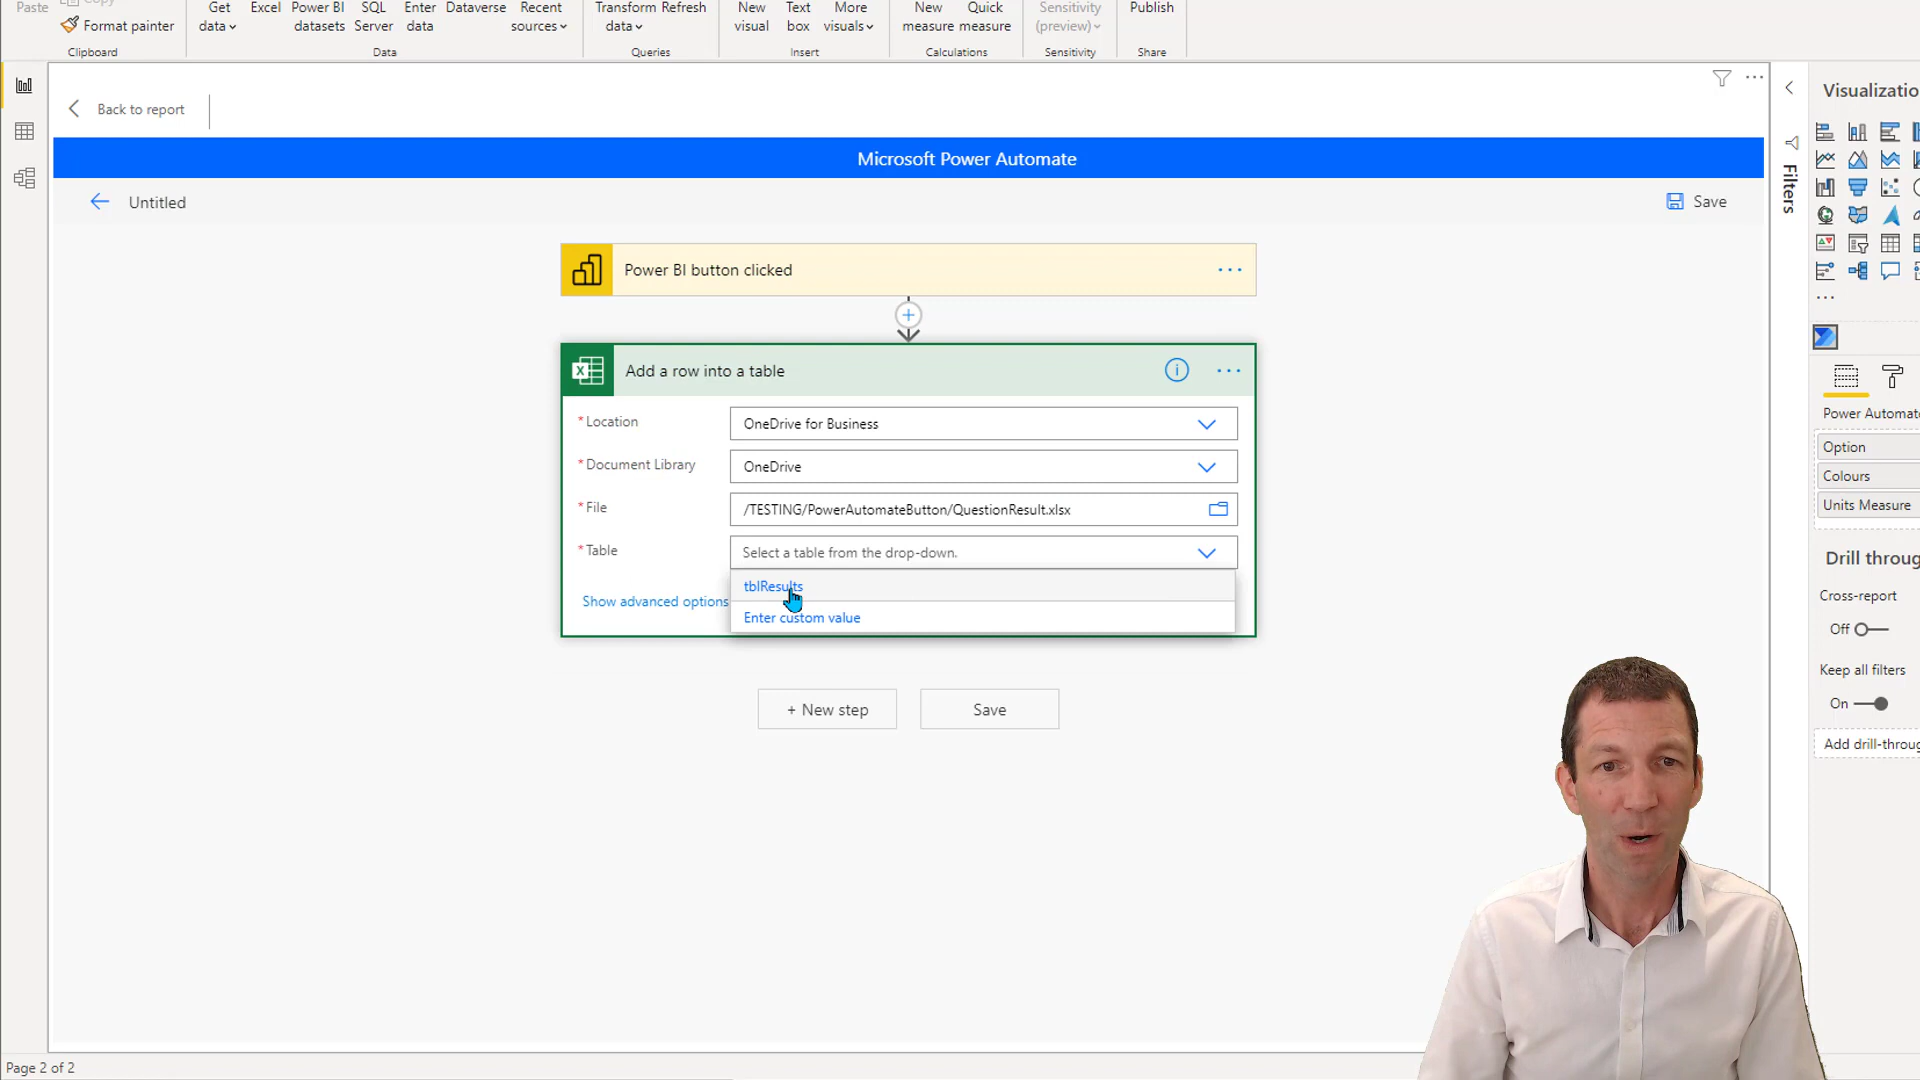 Paste
Copy
Format painter
Clipboard
Get data
Excel
Power BI datasets
SQL Server
Enter data
Dataverse
Recent sources
Data
Transform data
Refresh
Queries
New visual
Text box
More visuals
Insert
New measure
Quick measure
Calculations
Sensitivity (preview)
Sensitivity
Publish
Share
Back to report
Microsoft Power Automate
Untitled
Save
Power BI button clicked
Add a row into a table
* Location
OneDrive for Business
* Document Library
OneDrive
* File
/TESTING/PowerAutomateButton/QuestionResult.xlsx
* Table
Select a table from the drop-down.
tblResults
Enter custom value
Show advanced options
+ New step
Save
Filters
Visualizatio
Power Automat
Option
Colours
Units Measure
Drill through
Cross-report
Off
Keep all filters
On
Add drill-throug
Page 2 of 2